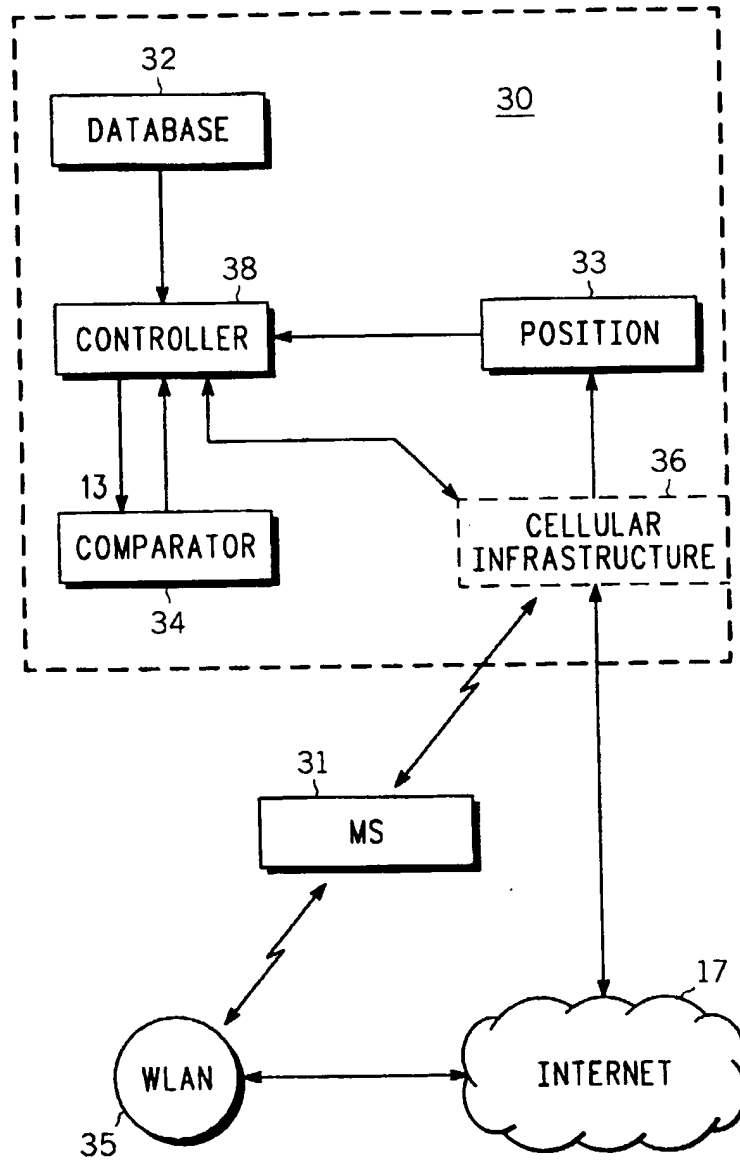 32
DATABASE
30
38
CONTROLLER
33
POSITION
13
COMPARATOR
34
36
CELLULAR
INFRASTRUCTURE
31
MS
17
WLAN
35
INTERNET